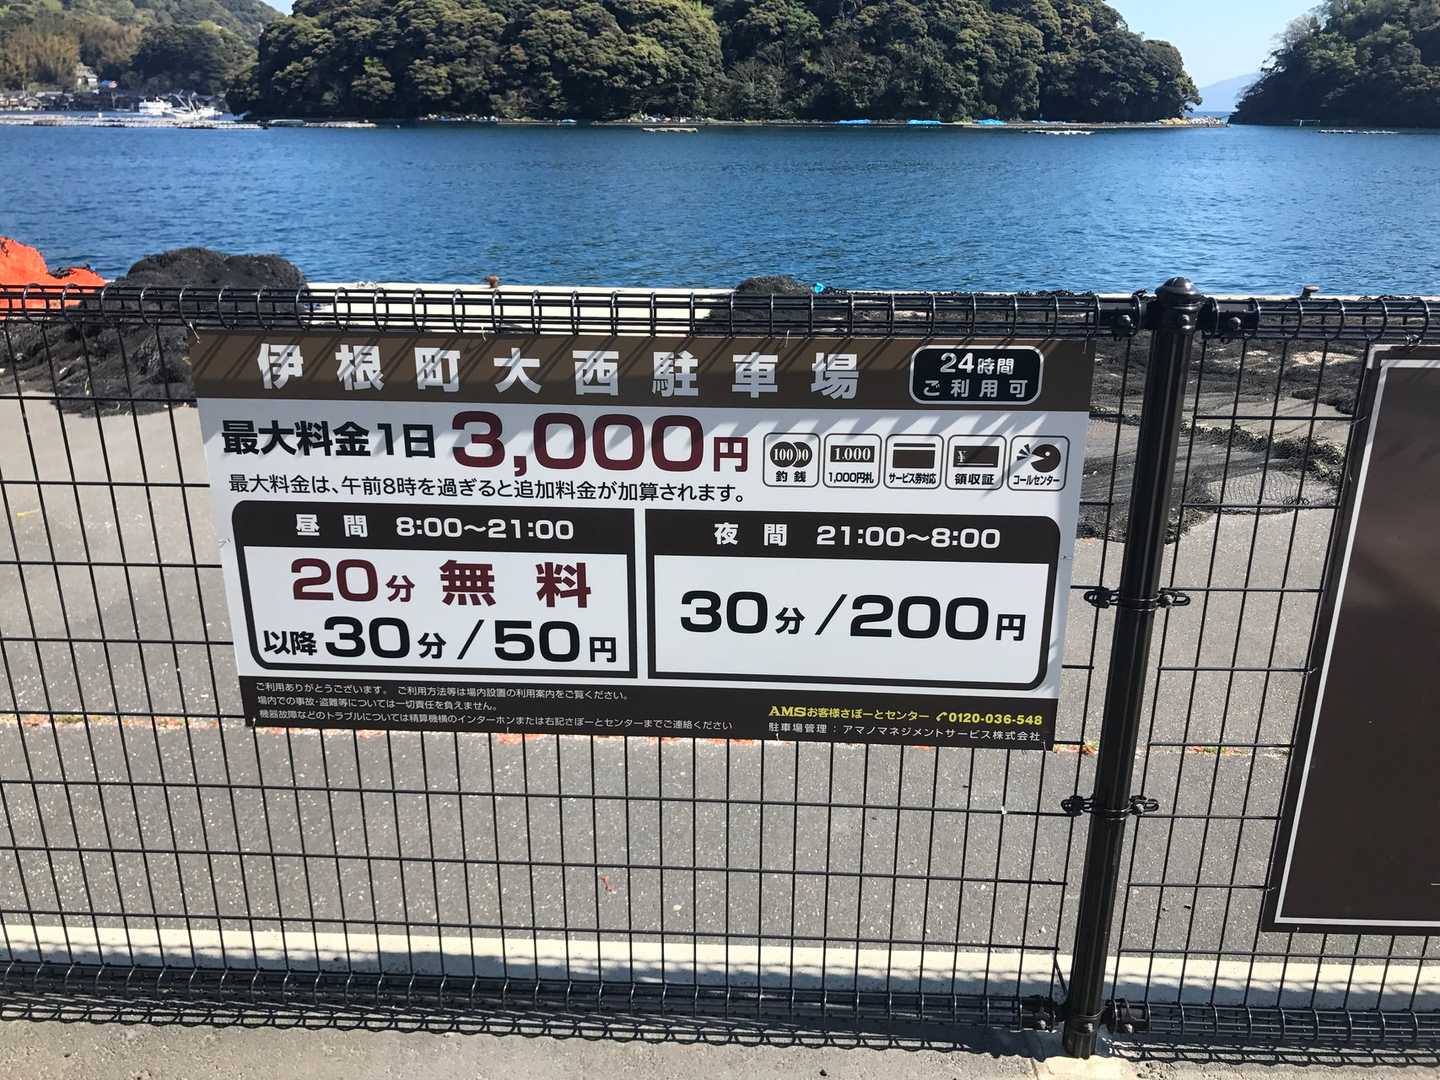 伊根町大西駐車場
24時間
ご利用可
最大料金1日 3,000円
最大料金は、午前8時を過ぎると追加料金が加算されます。
100
釣銭
1.000
1,000円札
サービス券対応
¥
領収証
コールセンター
昼間 8:00〜21:00
20分 無料
以降 30分/50円
夜間 21:00〜8:00
30分/200円
ご利用ありがとうございます。 ご利用方法等は場内設置の利用案内をご覧ください。
場内での事故・盗難等については一切責任を負えません。
機器故障などのトラブルについては精算機横のインターホンまたは右記さぽーとセンターまでご連絡ください
AMSお客様さぽーとセンター 0120-036-548
駐車場管理：アマノマネジメントサービス株式会社